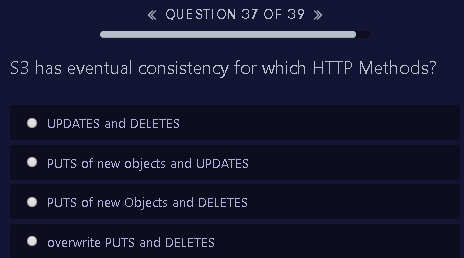 « QUESTION 37 OF 39 »
S3 has eventual consistency for which HTTP Methods?
UPDATES and DELETES
PUTS of new objects and UPDATES
PUTS of new Objects and DELETES
overwrite PUTS and DELETES